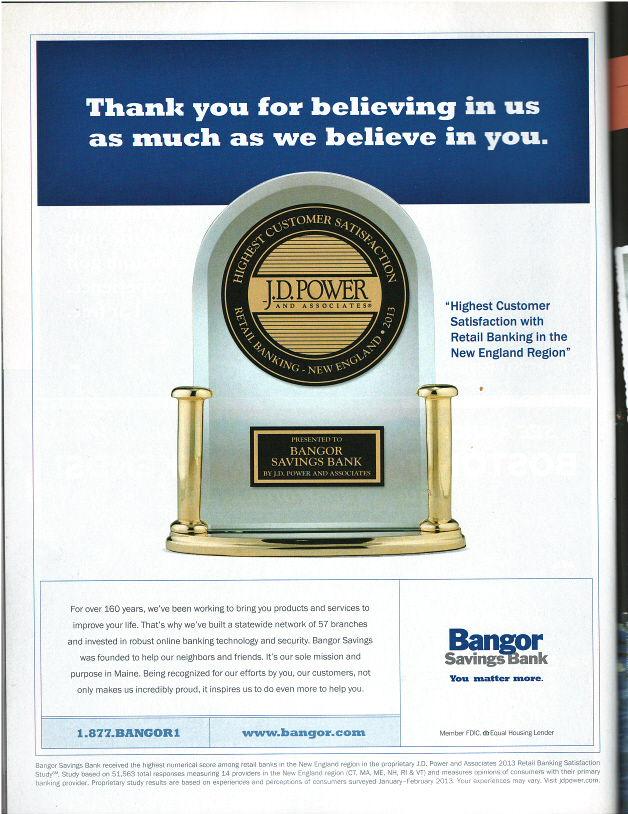 Thank you for believing in us
as much as we believe in you.
HIGHEST CUSTOMER SATISFACTION
J.D. POWER
AND ASSOCIATES®
RETAIL BANKING - NEW ENGLAND • 2013
"Highest Customer
Satisfaction with
Retail Banking in the
New England Region"
PRESENTED TO
BANGOR
SAVINGS BANK
BY J.D. POWER AND ASSOCIATES
For over 160 years, we've been working to bring you products and services to
improve your life. That's why we've built a statewide network of 57 branches
and invested in robust online banking technology and security. Bangor Savings
was founded to help our neighbors and friends. It's our sole mission and
purpose in Maine. Being recognized for our efforts by you, our customers, not
only makes us incredibly proud, it inspires us to do even more to help you.
Bangor
Savings Bank
You matter more.
1.877.BANGOR1
www.bangor.com
Member FDIC. Equal Housing Lender
Bangor Savings Bank received the highest numerical score among retail banks in the New England region in the proprietary J.D. Power and Associates 2013 Retail Banking Satisfaction
Study℠. Study based on 51,563 total responses measuring 14 providers in the New England region (CT, MA, ME, NH, RI & VT) and measures opinions of consumers with their primary
banking provider. Proprietary study results are based on experiences and perceptions of consumers surveyed January–February 2013. Your experiences may vary. Visit jdpower.com.